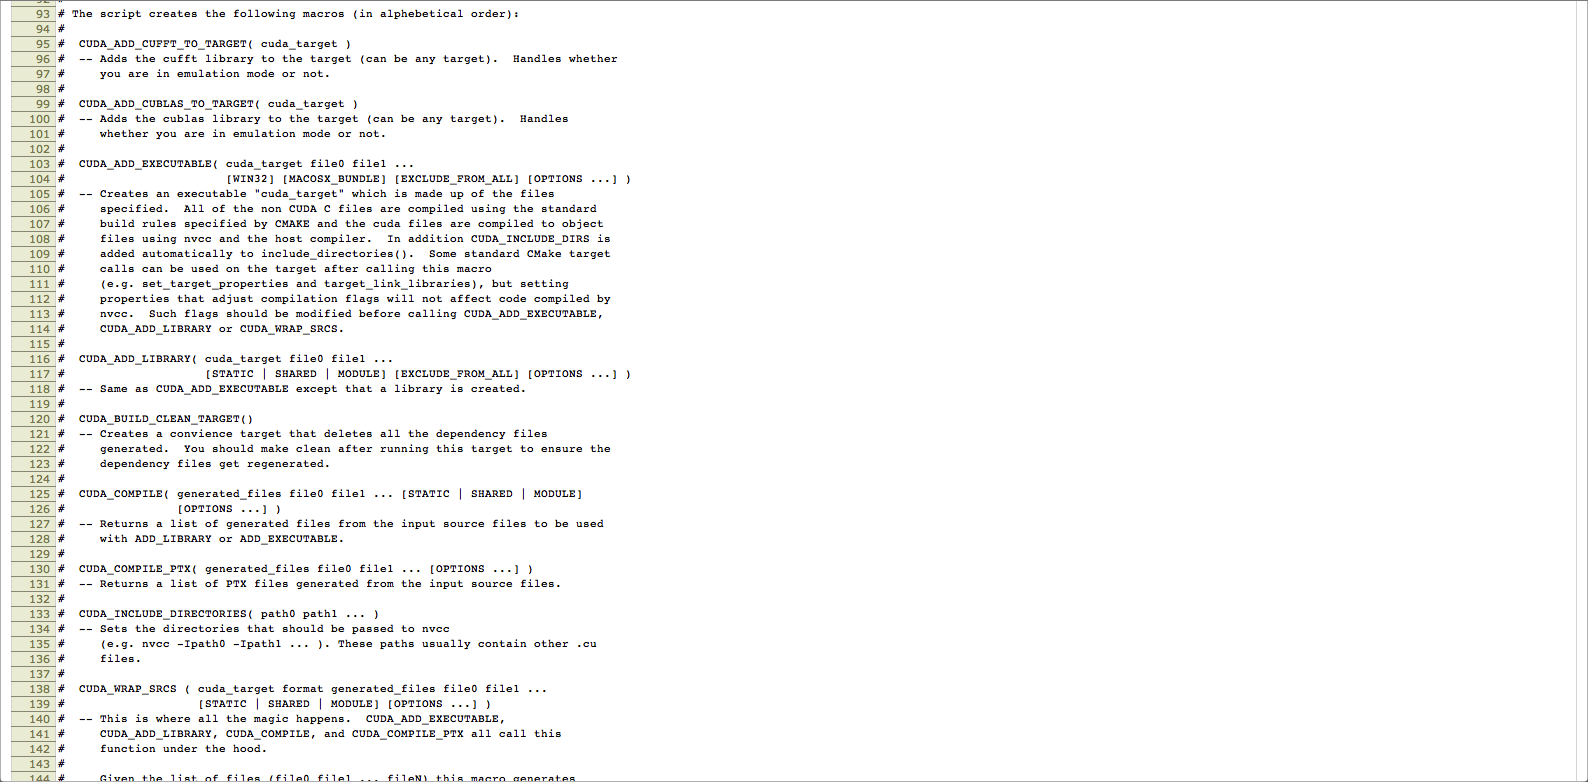 92 #
93 # The script creates the following macros (in alphabetical order):
94 #
95 #  CUDA_ADD_CUFFT_TO_TARGET( cuda_target )
96 #  -- Adds the cufft library to the target (can be any target).  Handles whether
97 #     you are in emulation mode or not.
98 #
99 #  CUDA_ADD_CUBLAS_TO_TARGET( cuda_target )
100 #  -- Adds the cublas library to the target (can be any target).  Handles
101 #     whether you are in emulation mode or not.
102 #
103 #  CUDA_ADD_EXECUTABLE( cuda_target file0 file1 ...
104 #                       [WIN32] [MACOSX_BUNDLE] [EXCLUDE_FROM_ALL] [OPTIONS ...] )
105 #  -- Creates an executable "cuda_target" which is made up of the files
106 #     specified.  All of the non CUDA C files are compiled using the standard
107 #     build rules specified by CMAKE and the cuda files are compiled to object
108 #     files using nvcc and the host compiler.  In addition CUDA_INCLUDE_DIRS is
109 #     added automatically to include_directories().  Some standard CMake target
110 #     calls can be used on the target after calling this macro
111 #     (e.g. set_target_properties and target_link_libraries), but setting
112 #     properties that adjust compilation flags will not affect code compiled by
113 #     nvcc.  Such flags should be modified before calling CUDA_ADD_EXECUTABLE,
114 #     CUDA_ADD_LIBRARY or CUDA_WRAP_SRCS.
115 #
116 #  CUDA_ADD_LIBRARY( cuda_target file0 file1 ...
117 #                    [STATIC | SHARED | MODULE] [EXCLUDE_FROM_ALL] [OPTIONS ...] )
118 #  -- Same as CUDA_ADD_EXECUTABLE except that a library is created.
119 #
120 #  CUDA_BUILD_CLEAN_TARGET()
121 #  -- Creates a convience target that deletes all the dependency files
122 #     generated.  You should make clean after running this target to ensure the
123 #     dependency files get regenerated.
124 #
125 #  CUDA_COMPILE( generated_files file0 file1 ... [STATIC | SHARED | MODULE]
126 #                [OPTIONS ...] )
127 #  -- Returns a list of generated files from the input source files to be used
128 #     with ADD_LIBRARY or ADD_EXECUTABLE.
129 #
130 #  CUDA_COMPILE_PTX( generated_files file0 file1 ... [OPTIONS ...] )
131 #  -- Returns a list of PTX files generated from the input source files.
132 #
133 #  CUDA_INCLUDE_DIRECTORIES( path0 path1 ... )
134 #  -- Sets the directories that should be passed to nvcc
135 #     (e.g. nvcc -Ipath0 -Ipath1 ... ). These paths usually contain other .cu
136 #     files.
137 #
138 #  CUDA_WRAP_SRCS ( cuda_target format generated_files file0 file1 ...
139 #                   [STATIC | SHARED | MODULE] [OPTIONS ...] )
140 #  -- This is where all the magic happens.  CUDA_ADD_EXECUTABLE,
141 #     CUDA_ADD_LIBRARY, CUDA_COMPILE, and CUDA_COMPILE_PTX all call this
142 #     function under the hood.
143 #
144 #     Given the list of files (file0 file1 ... fileN) this macro generates